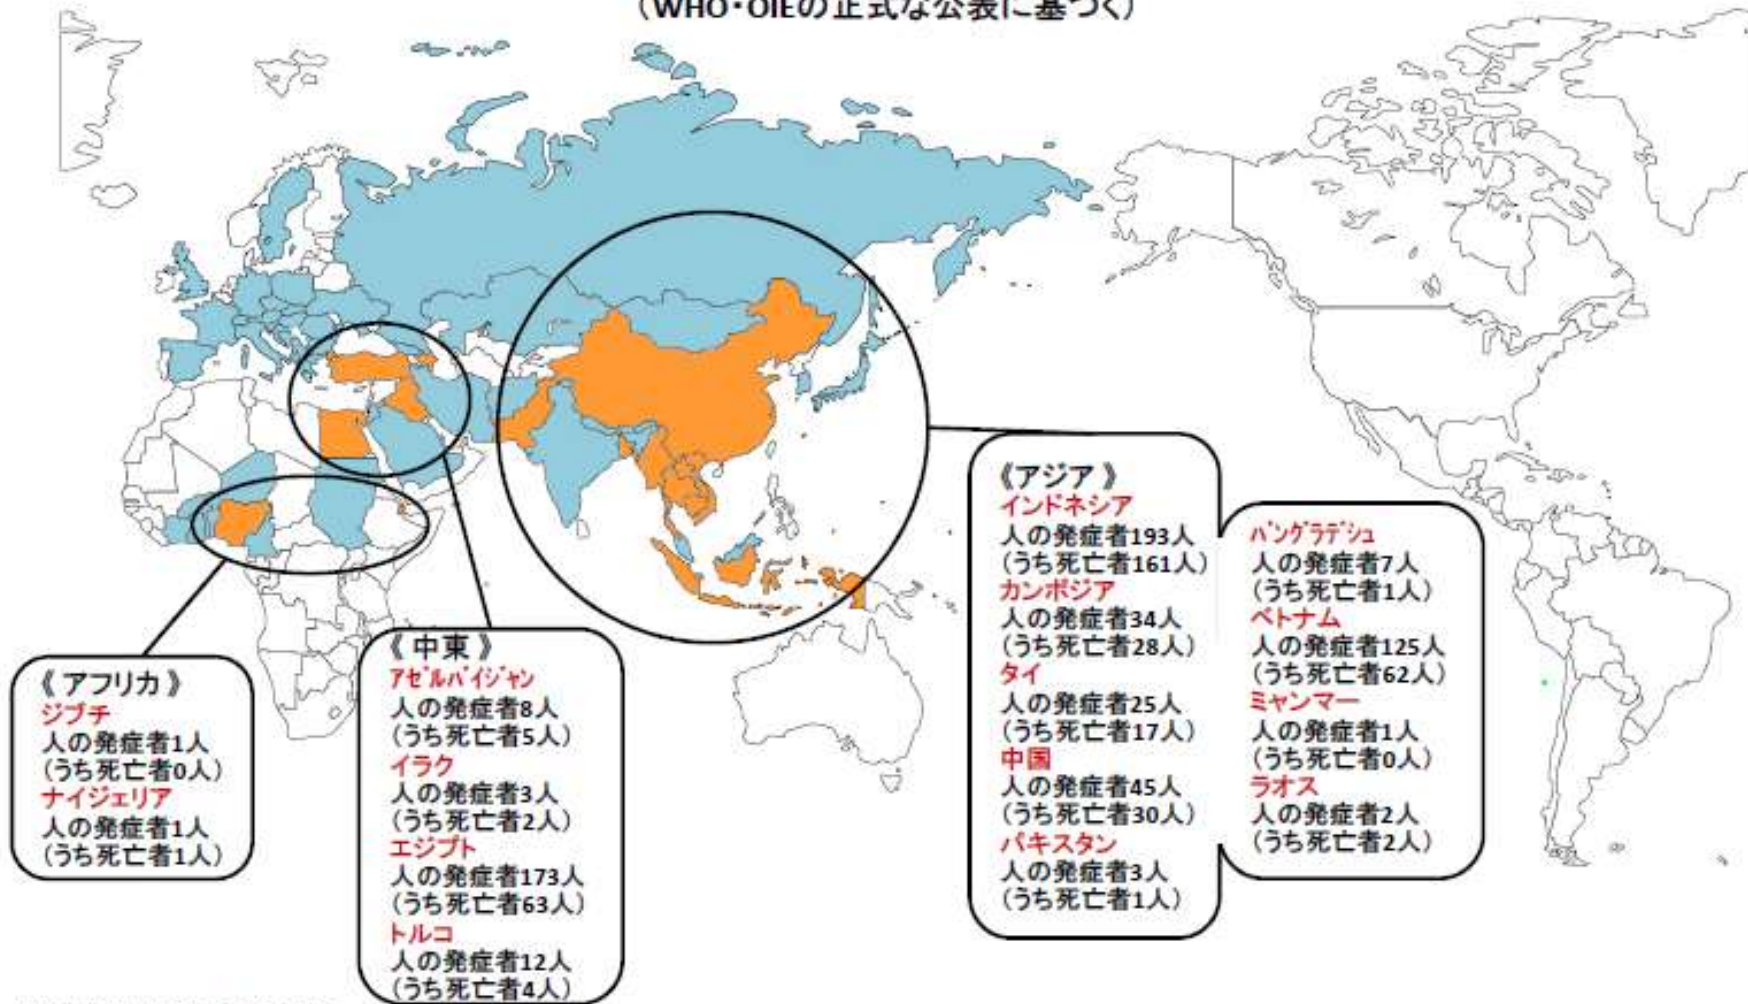 (WHO・OIEの正式な公表に基づく)
《アジア》
インドネシア
人の発症者193人
(うち死亡者161人)
カンボジア
人の発症者34人
(うち死亡者28人)
タイ
人の発症者25人
(うち死亡者17人)
中国
人の発症者45人
(うち死亡者30人)
パキスタン
人の発症者3人
(うち死亡者1人)
バングラデシュ
人の発症者7人
(うち死亡者1人)
ベトナム
人の発症者125人
(うち死亡者62人)
ミャンマー
人の発症者1人
(うち死亡者0人)
ラオス
人の発症者2人
(うち死亡者2人)
《中東》
アゼルバイジャン
人の発症者8人
(うち死亡者5人)
イラク
人の発症者3人
(うち死亡者2人)
エジプト
人の発症者173人
(うち死亡者63人)
トルコ
人の発症者12人
(うち死亡者4人)
《アフリカ》
ジブチ
人の発症者1人
(うち死亡者0人)
ナイジェリア
人の発症者1人
(うち死亡者1人)